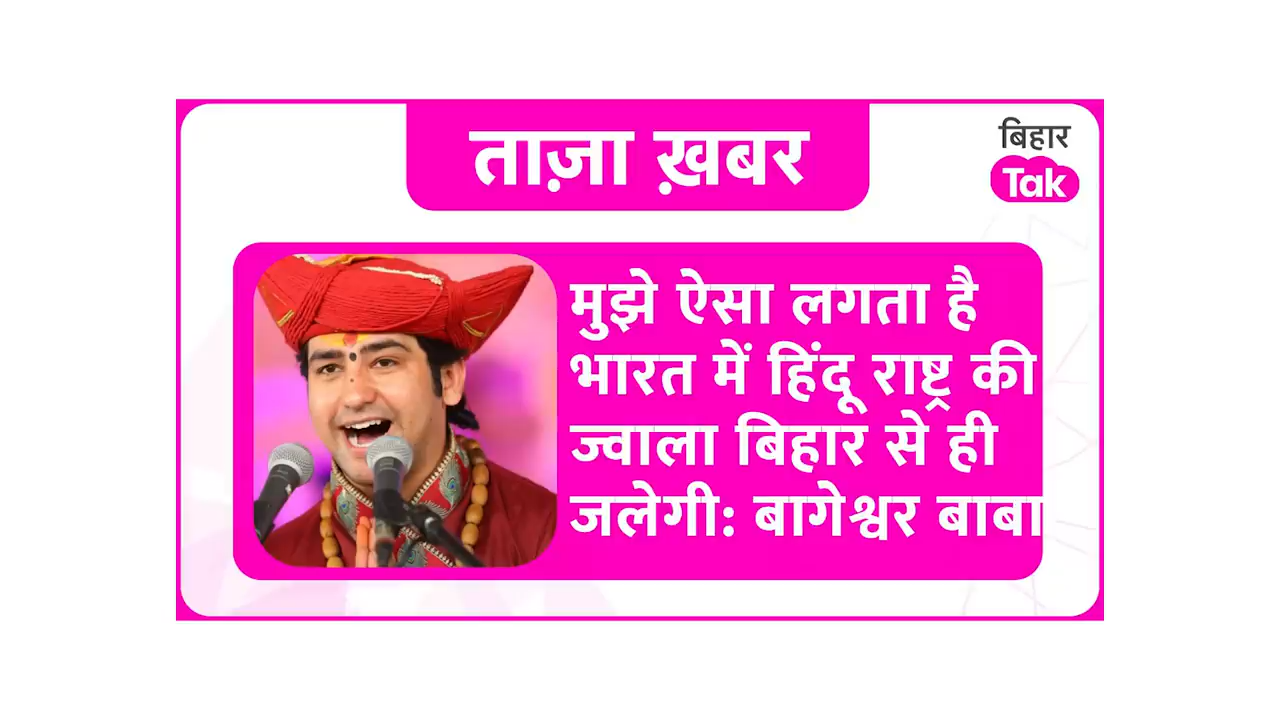 ताज़ा ख़बर
बिहार
Tak
मुझे ऐसा लगता है
भारत में हिंदू राष्ट्र की
ज्वाला बिहार से ही
जलेगी: बागेश्वर बाबा